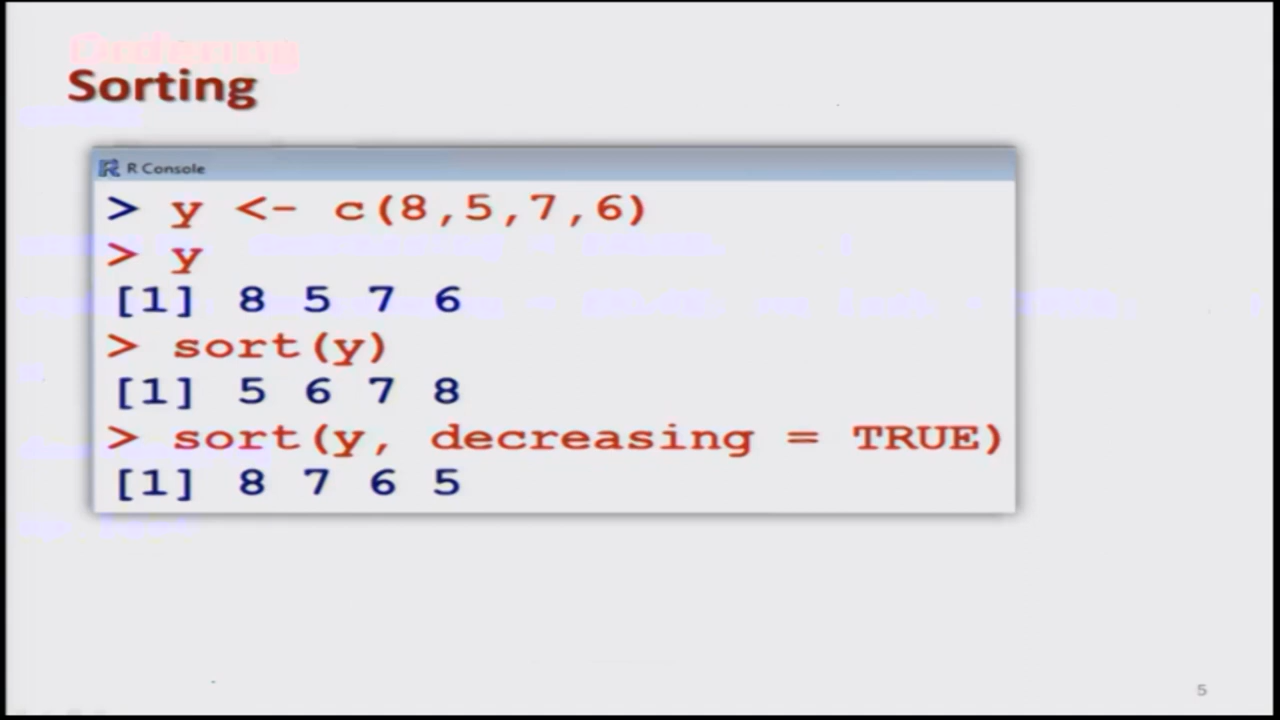 Ordering
Sorting
R Console
> y <- c(8,5,7,6)
> y
[1] 8 5 7 6
> sort(y)
[1] 5 6 7 8
> sort(y, decreasing = TRUE)
[1] 8 7 6 5
5